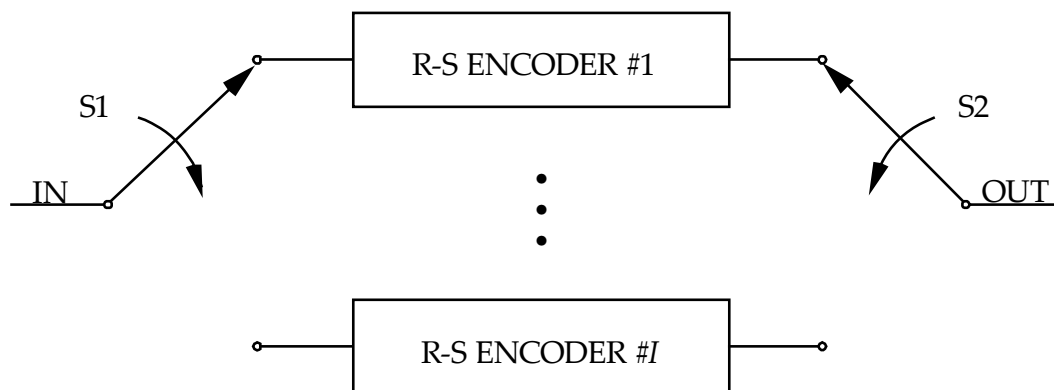 R-S ENCODER #1
S1
S2
IN
OUT
R-S ENCODER #I